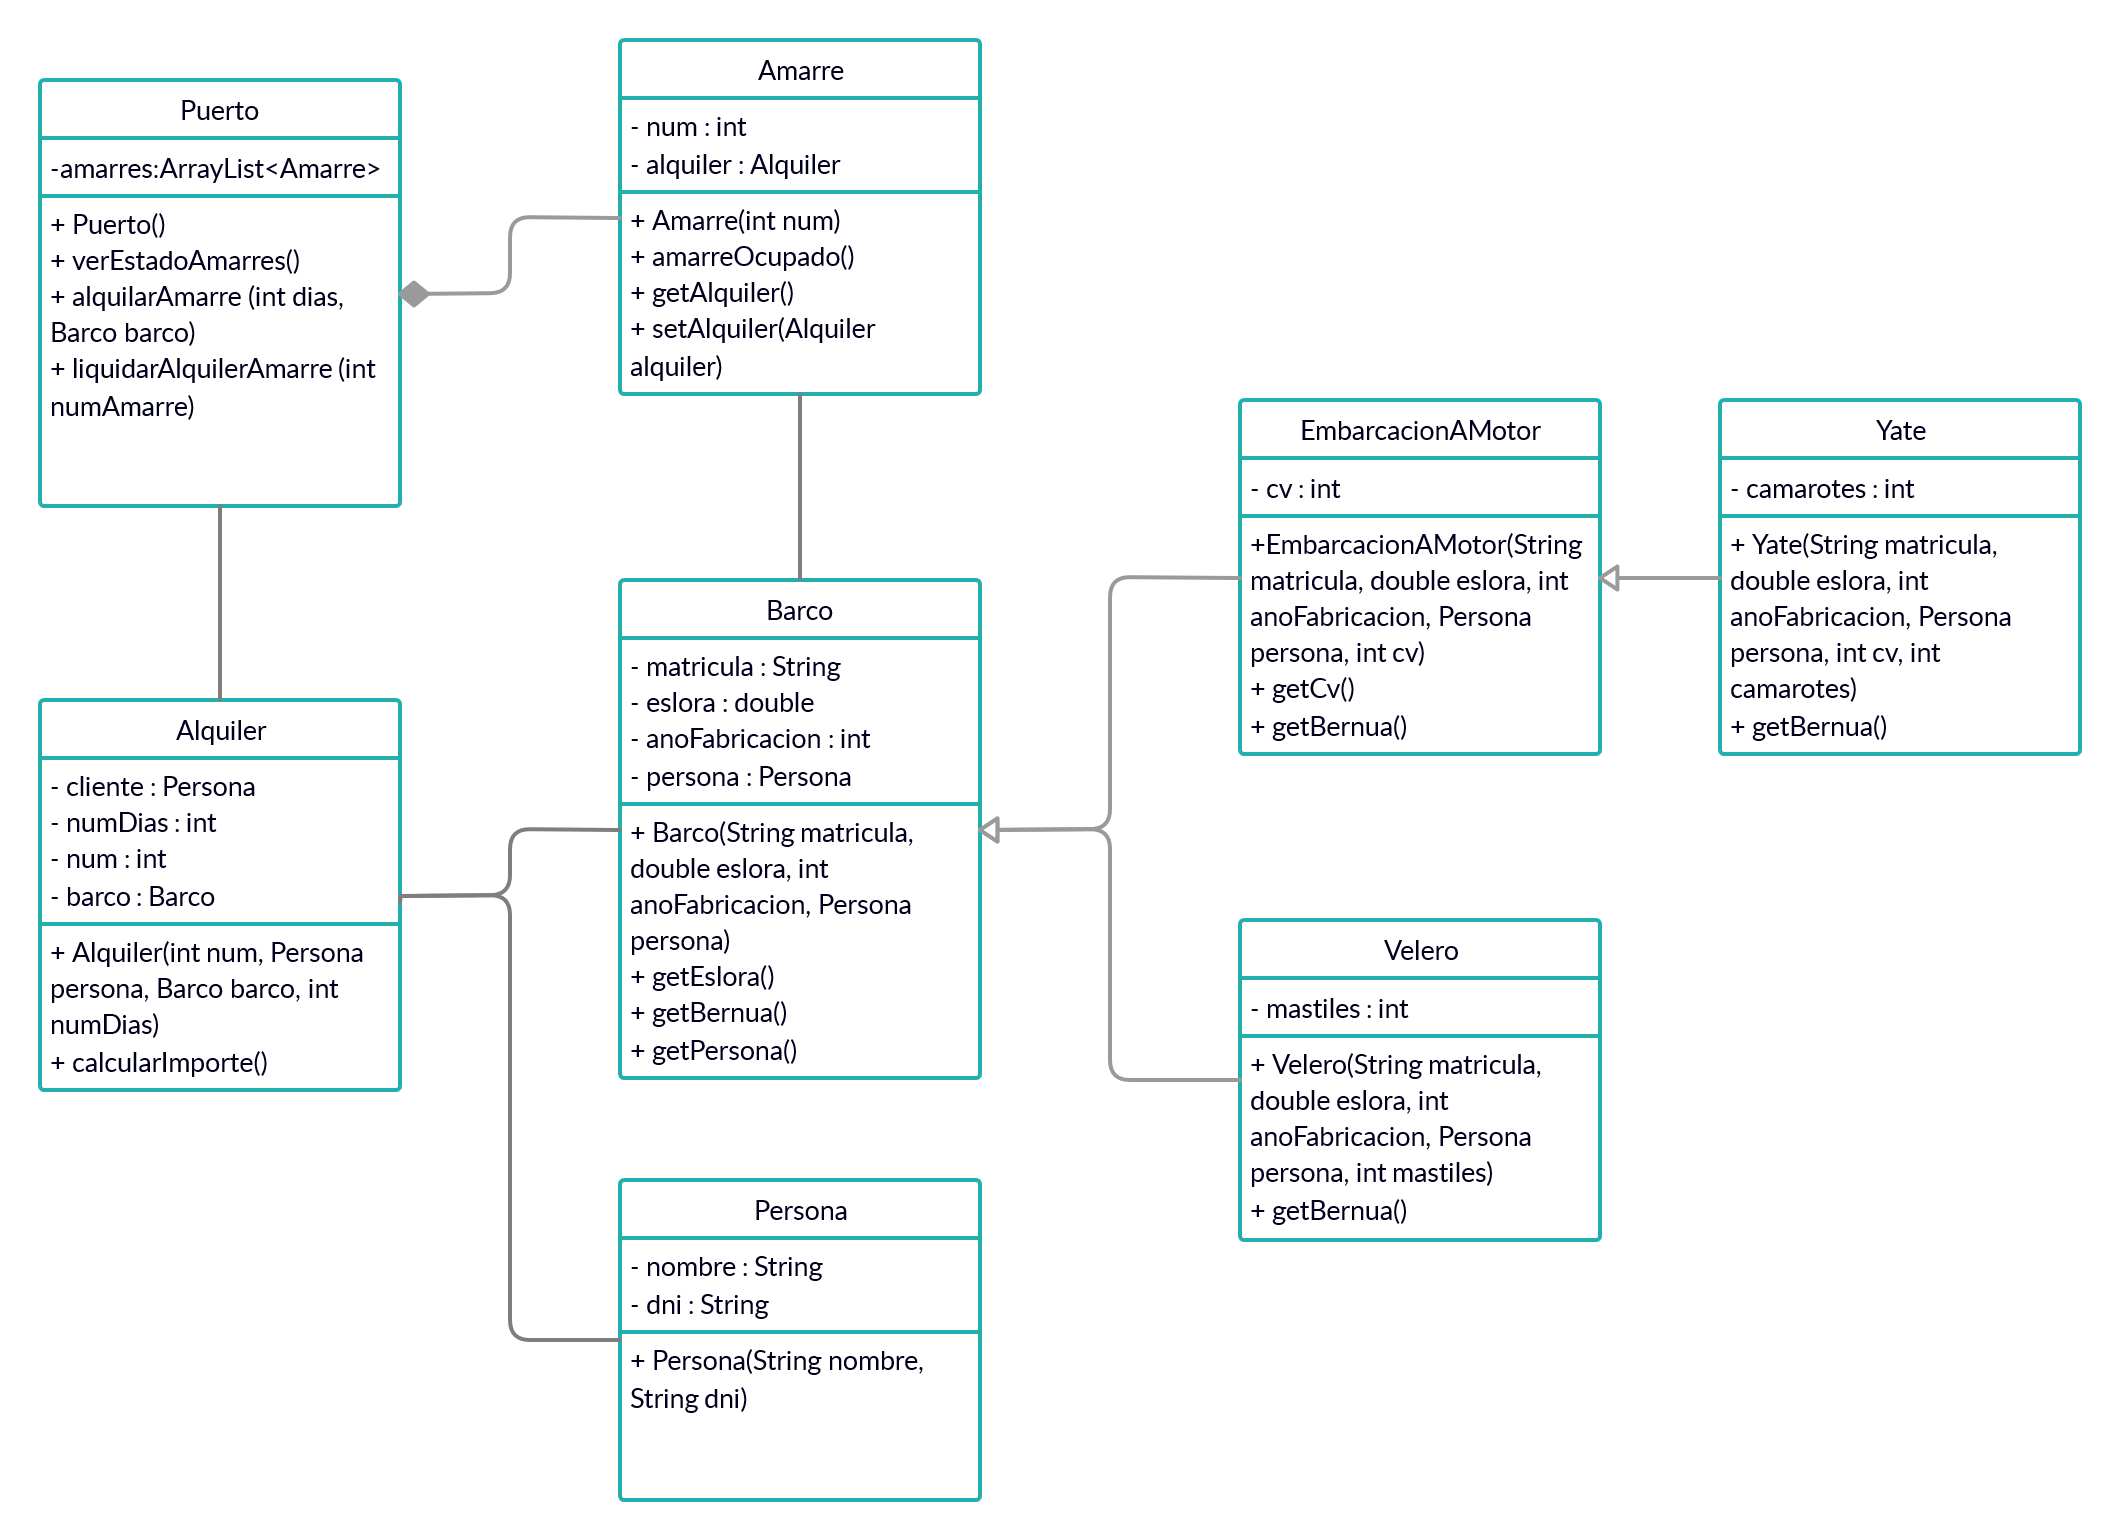 Puerto
-amarres:ArrayList<Amarre>
+ Puerto()
+ verEstadoAmarres()
+ alquilarAmarre (int dias,
Barco barco)
+ liquidarAlquilerAmarre (int
numAmarre)
Amarre
- num : int
- alquiler : Alquiler
+ Amarre(int num)
+ amarreOcupado()
+ getAlquiler()
+ setAlquiler(Alquiler
alquiler)
Alquiler
- cliente : Persona
- numDias : int
- num : int
- barco : Barco
+ Alquiler(int num, Persona
persona, Barco barco, int
numDias)
+ calcularImporte()
Barco
- matricula : String
- eslora : double
- anoFabricacion : int
- persona : Persona
+ Barco(String matricula,
double eslora, int
anoFabricacion, Persona
persona)
+ getEslora()
+ getBernua()
+ getPersona()
Persona
- nombre : String
- dni : String
+ Persona(String nombre,
String dni)
EmbarcacionAMotor
- cv : int
+EmbarcacionAMotor(String
matricula, double eslora, int
anoFabricacion, Persona
persona, int cv)
+ getCv()
+ getBernua()
Yate
- camarotes : int
+ Yate(String matricula,
double eslora, int
anoFabricacion, Persona
persona, int cv, int
camarotes)
+ getBernua()
Velero
- mastiles : int
+ Velero(String matricula,
double eslora, int
anoFabricacion, Persona
persona, int mastiles)
+ getBernua()